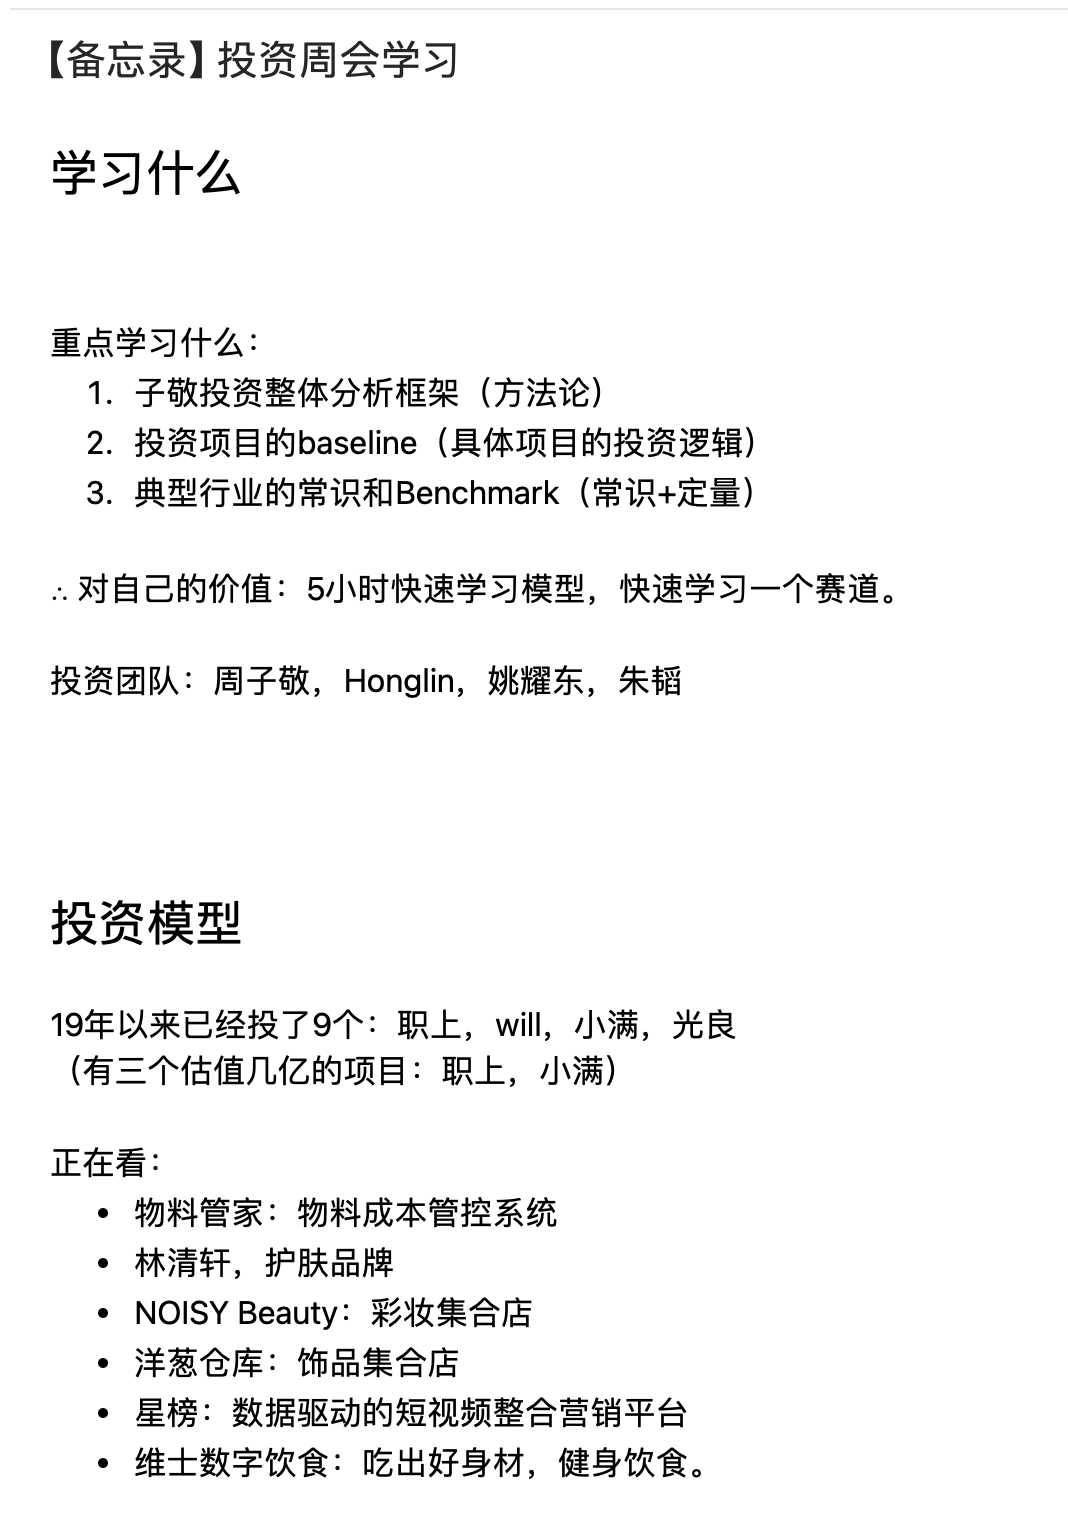 【备忘录】投资周会学习
学习什么
重点学习什么：
1. 子敬投资整体分析框架（方法论）
2. 投资项目的baseline（具体项目的投资逻辑）
3. 典型行业的常识和Benchmark（常识+定量）
∴ 对自己的价值：5小时快速学习模型，快速学习一个赛道。
投资团队：周子敬，Honglin，姚耀东，朱韬
投资模型
19年以来已经投了9个：职上，will，小满，光良
（有三个估值几亿的项目：职上，小满）
正在看：
• 物料管家：物料成本管控系统
• 林清轩，护肤品牌
• NOISY Beauty：彩妆集合店
• 洋葱仓库：饰品集合店
• 星榜：数据驱动的短视频整合营销平台
• 维士数字饮食：吃出好身材，健身饮食。